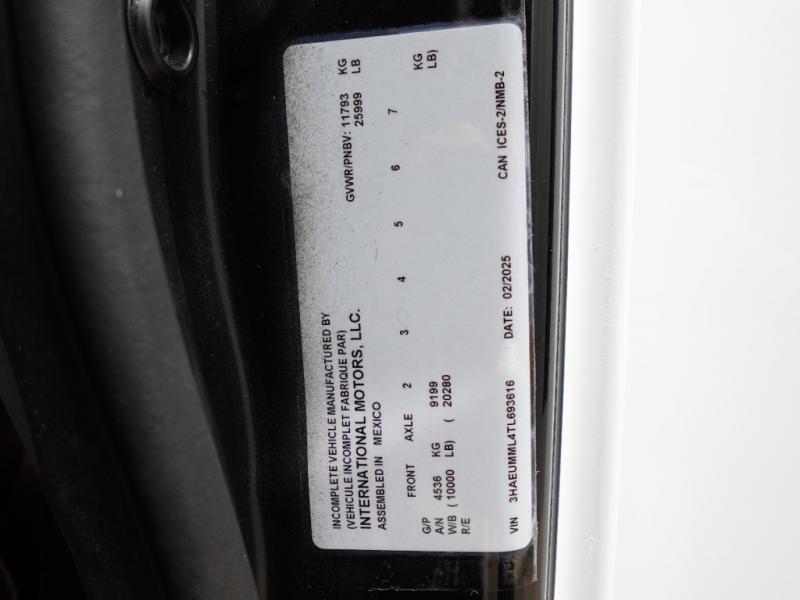 INCOMPLETE VEHICLE MANUFACTURED BY
(VEHICULE INCOMPLET FABRIQUE PAR)
INTERNATIONAL MOTORS, LLC.
ASSEMBLED IN MEXICO
GVWR/PNBV: 11793 KG
25999 LB
FRONT AXLE 2 3 4 5 6 7
G/P
A/N 4536 KG 9199 KG
W/B ( 10000 LB) ( 20280 LB)
R/E
VIN 3HAEUMML4TL693616 DATE: 02/2025 CAN ICES-2/NMB-2